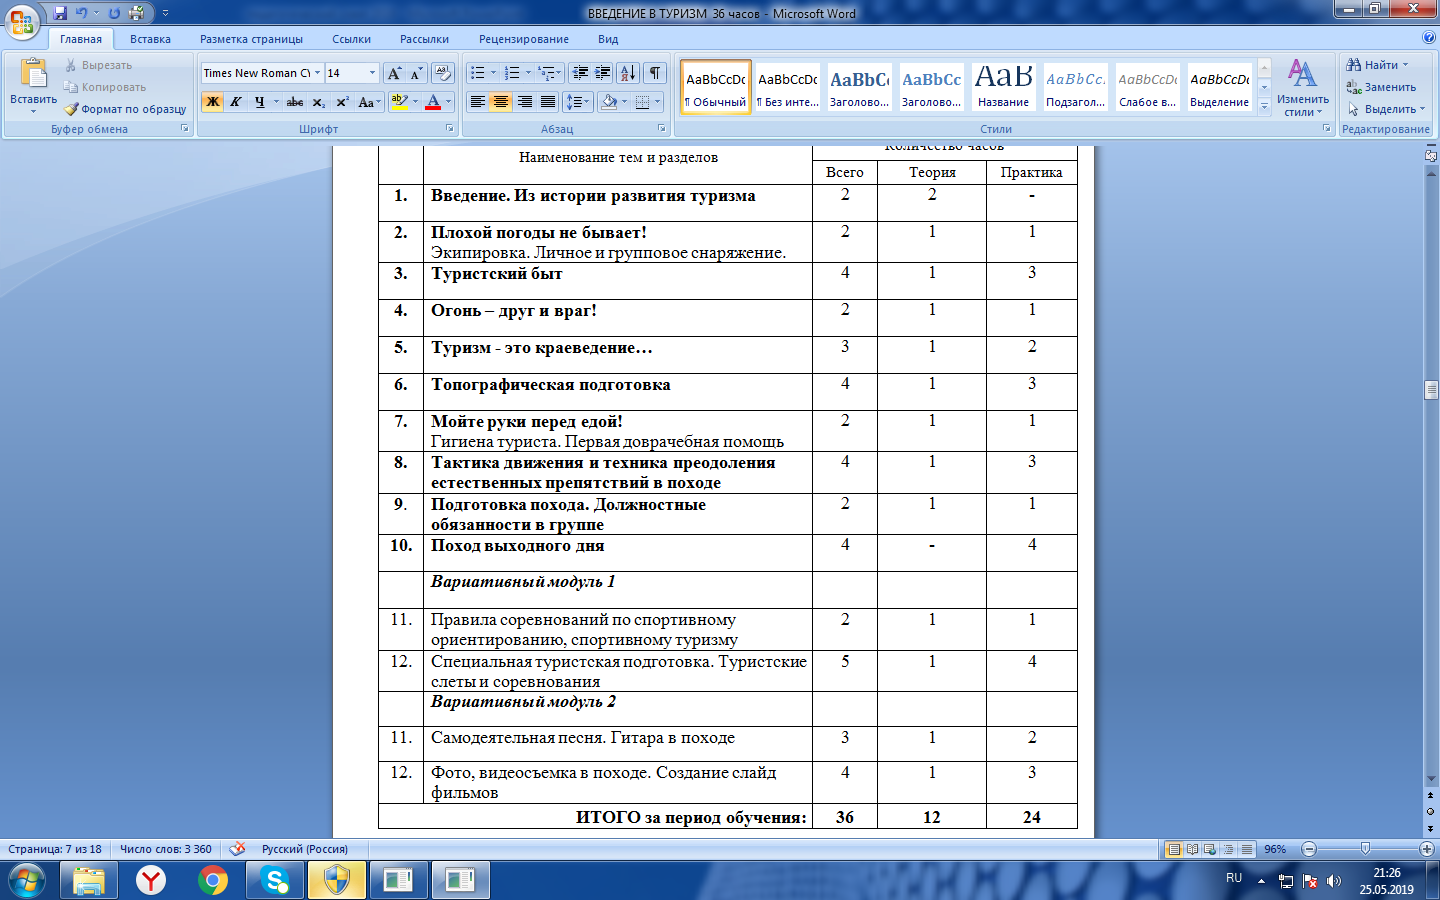 ВВЕДЕНИЕ В ТУРИЗМ  36 часов - Microsoft Word
Главная Вставка Разметка страницы Ссылки Рассылки Рецензирование Вид
Вставить
Вырезать
Копировать
Формат по образцу
Буфер обмена
Times New Roman CY 14
Ж К Ч abc x₂ x² Aa
Шрифт
Абзац
AaBbCcDc AaBbCcDc AaBbCc AaBbCc AaB AaBbCc. AaBbCcDc AaBbCcDc
¶ Обычный ¶ Без инте... Заголово... Заголово... Название Подзагол... Слабое в... Выделение
Стили
Изменить стили
Найти
Заменить
Выделить
Редактирование
Наименование тем и разделов Количество часов
Всего Теория Практика
1. Введение. Из истории развития туризма 2 2 -
2. Плохой погоды не бывает! 2 1 1
Экипировка. Личное и групповое снаряжение.
3. Туристский быт 4 1 3
4. Огонь – друг и враг! 2 1 1
5. Туризм - это краеведение… 3 1 2
6. Топографическая подготовка 4 1 3
7. Мойте руки перед едой! 2 1 1
Гигиена туриста. Первая доврачебная помощь
8. Тактика движения и техника преодоления 4 1 3
естественных препятствий в походе
9. Подготовка похода. Должностные 2 1 1
обязанности в группе
10. Поход выходного дня 4 - 4
Вариативный модуль 1
11. Правила соревнований по спортивному 2 1 1
ориентированию, спортивному туризму
12. Специальная туристская подготовка. Туристские 5 1 4
слеты и соревнования
Вариативный модуль 2
11. Самодеятельная песня. Гитара в походе 3 1 2
12. Фото, видеосъемка в походе. Создание слайд 4 1 3
фильмов
ИТОГО за период обучения: 36 12 24
Страница: 7 из 18 Число слов: 3 360 Русский (Россия) 96%
RU 21:26
25.05.2019